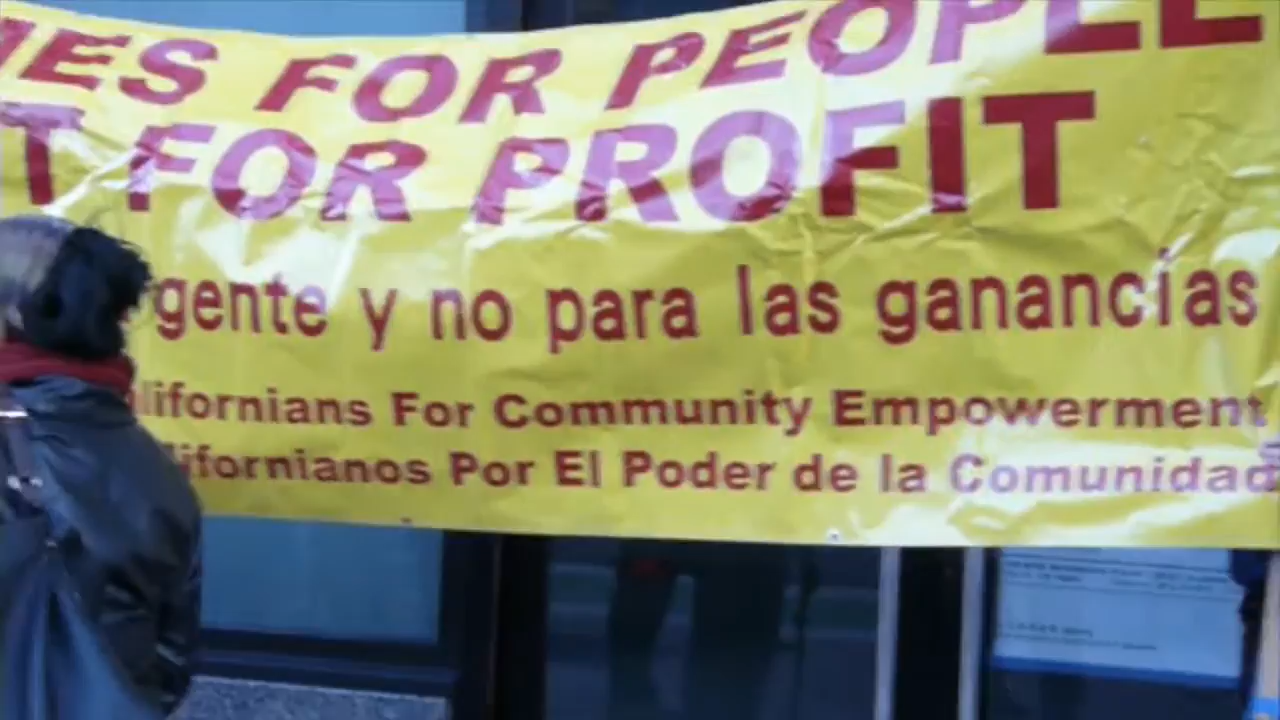 FOR PEOPLE
FOR PROFIT
gente y no para las ganancías
Californians For Community Empowerment
Californianos Por El Poder de la Comunidad